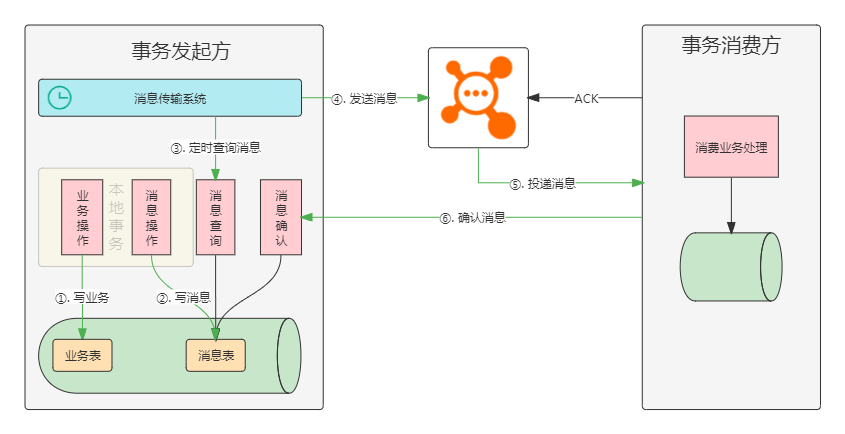 事务发起方
消息传输系统
③. 定时查询消息
本地事务
业务操作
消息操作
消息查询
消息确认
①. 写业务
②. 写消息
业务表
消息表
④. 发送消息
ACK
⑤. 投递消息
⑥. 确认消息
事务消费方
消费业务处理